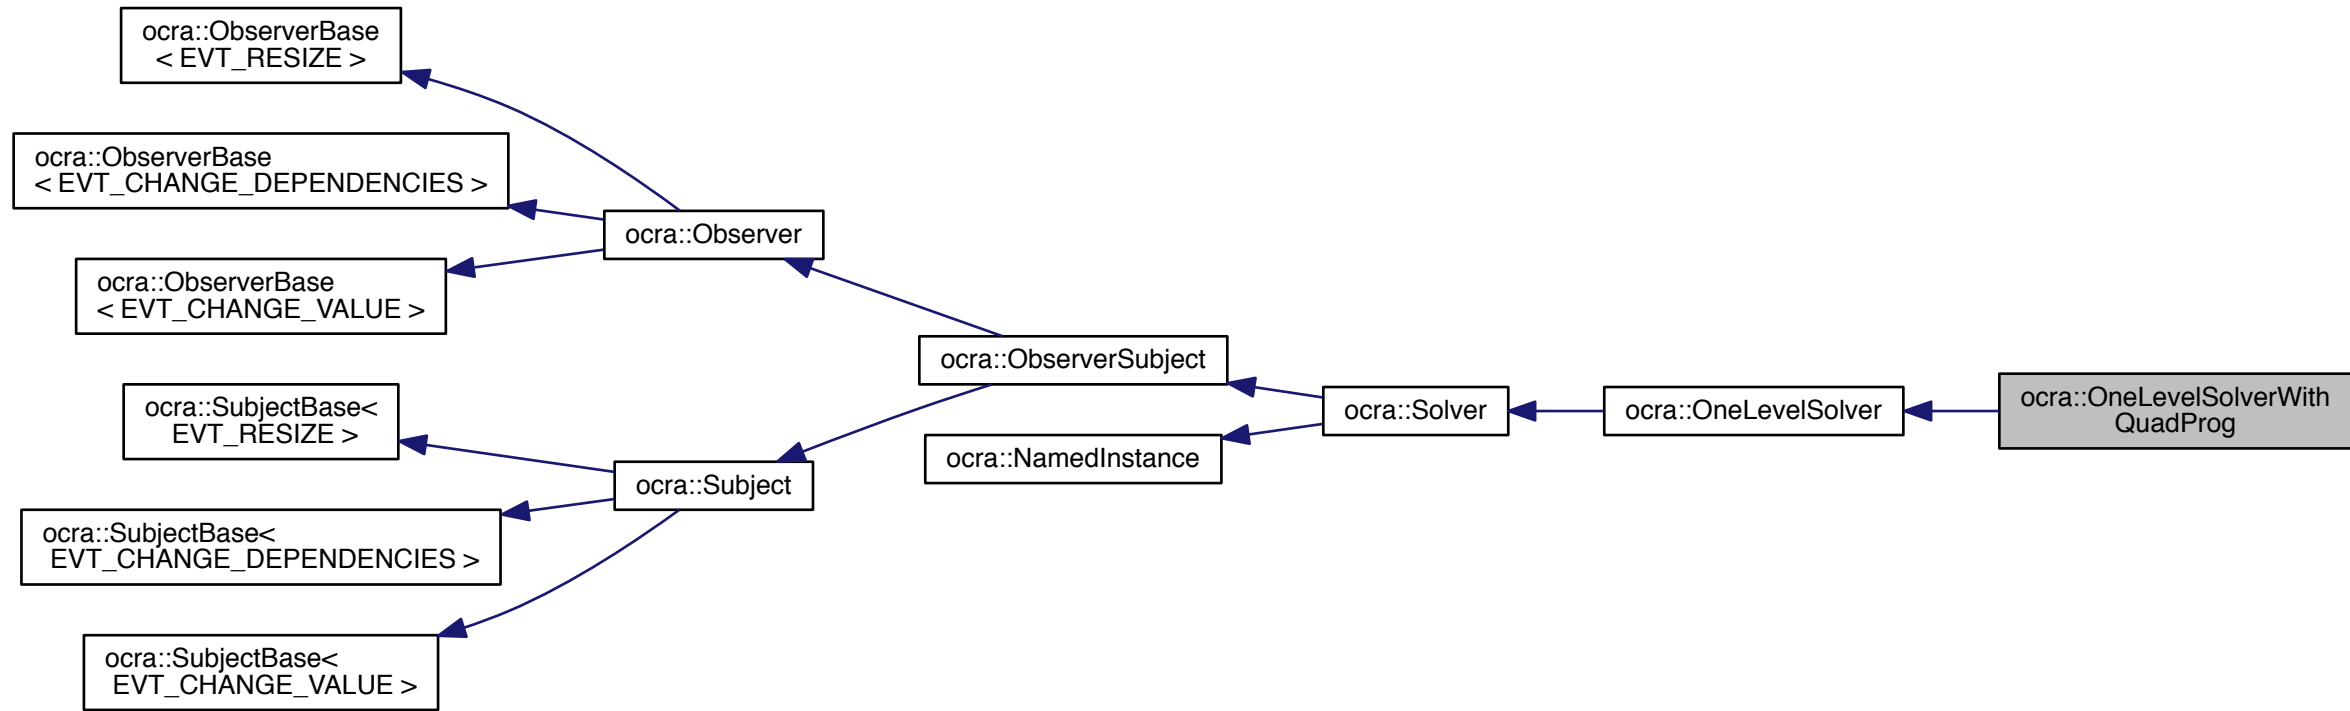 ocra::ObserverBase
< EVT_RESIZE >
ocra::ObserverBase
< EVT_CHANGE_DEPENDENCIES >
ocra::Observer
ocra::ObserverBase
< EVT_CHANGE_VALUE >
ocra::ObserverSubject
ocra::SubjectBase<
EVT_RESIZE >
ocra::Solver
ocra::OneLevelSolver
ocra::OneLevelSolverWith
QuadProg
ocra::NamedInstance
ocra::Subject
ocra::SubjectBase<
EVT_CHANGE_DEPENDENCIES >
ocra::SubjectBase<
EVT_CHANGE_VALUE >